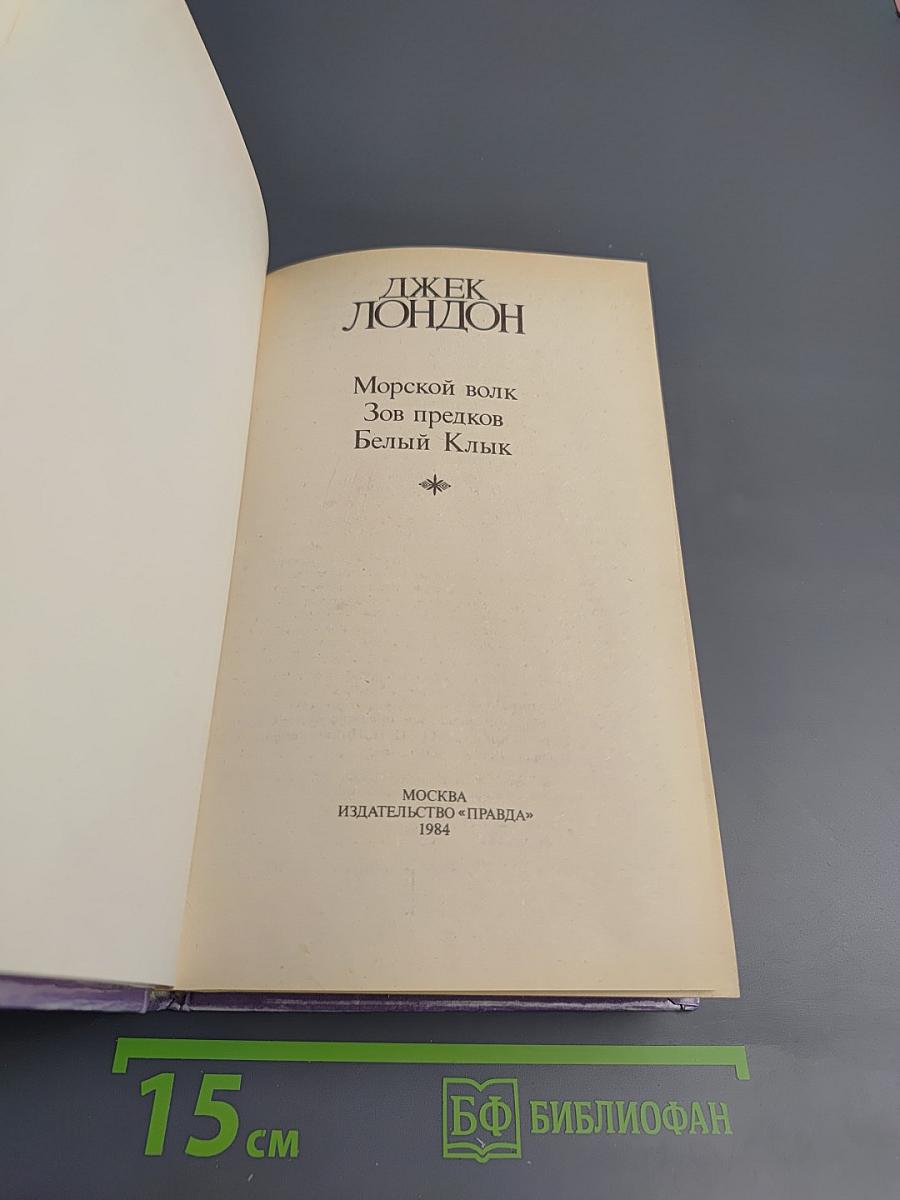 ДЖЕК
ЛОНДОН
Морской волк
Зов предков
Белый Клык
МОСКВА
ИЗДАТЕЛЬСТВО «ПРАВДА»
1984
15 см
БФ БИБЛИОФАН